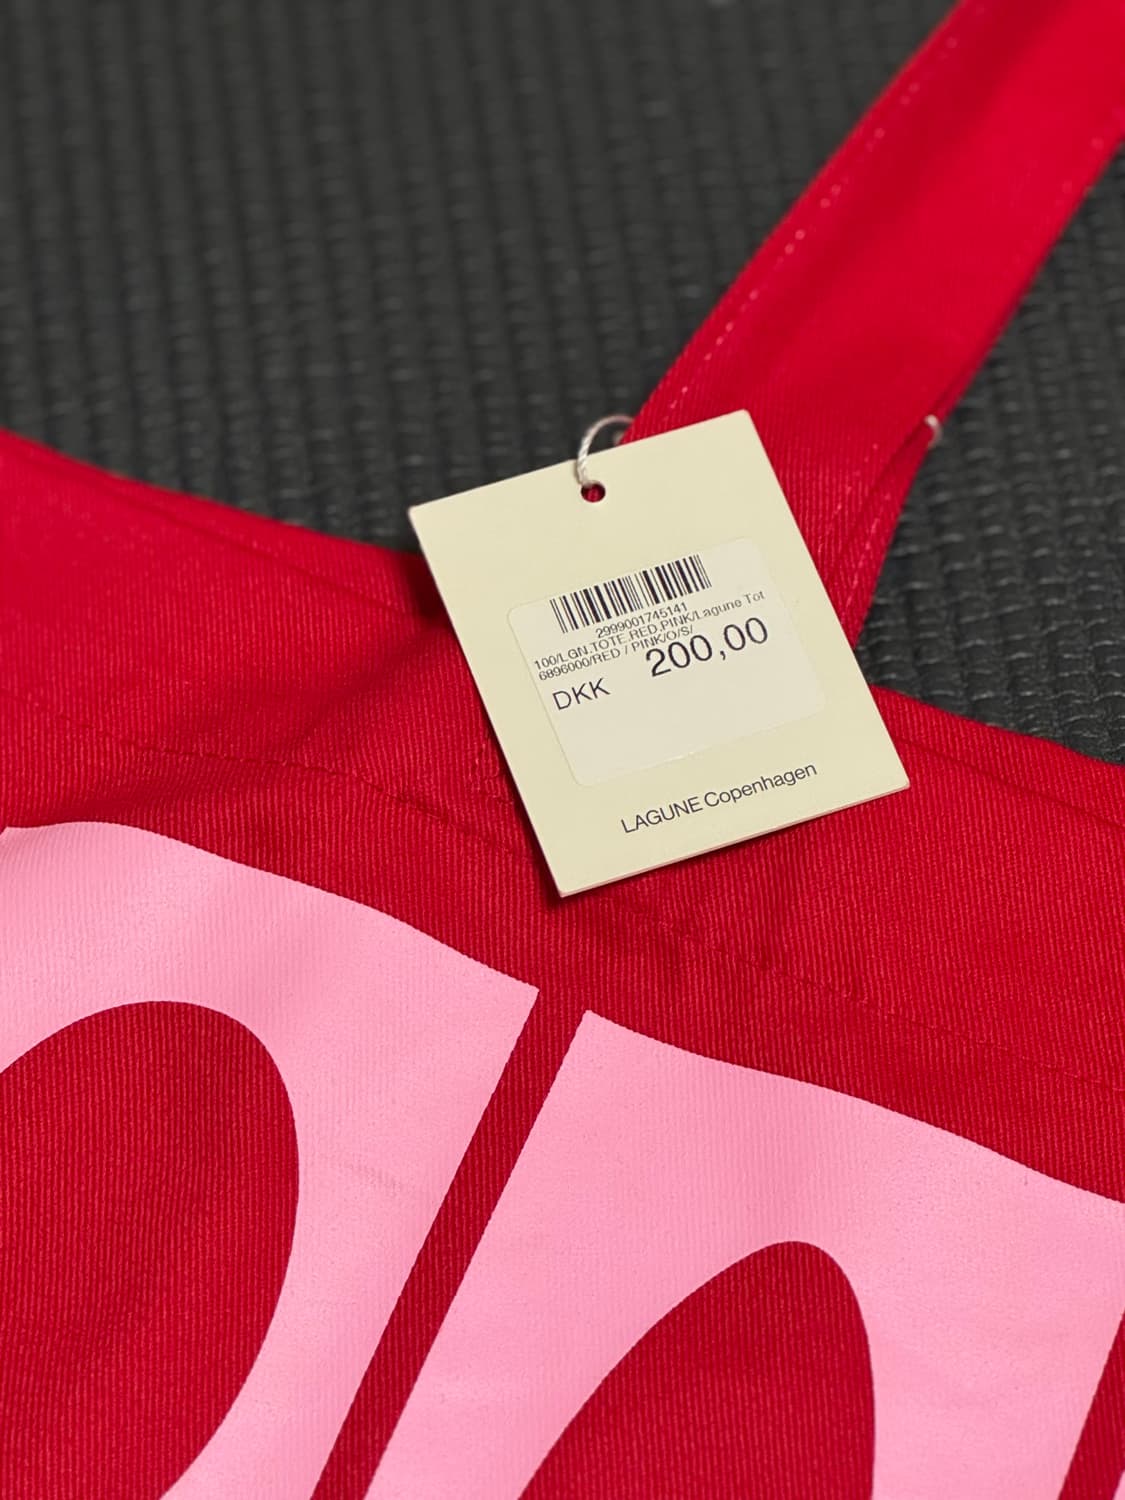 2999001745141
100/LGN.TOTE.RED.PINK/Lagune Tot
6896000/RED / PINK/O/S/
DKK 200,00
LAGUNE Copenhagen